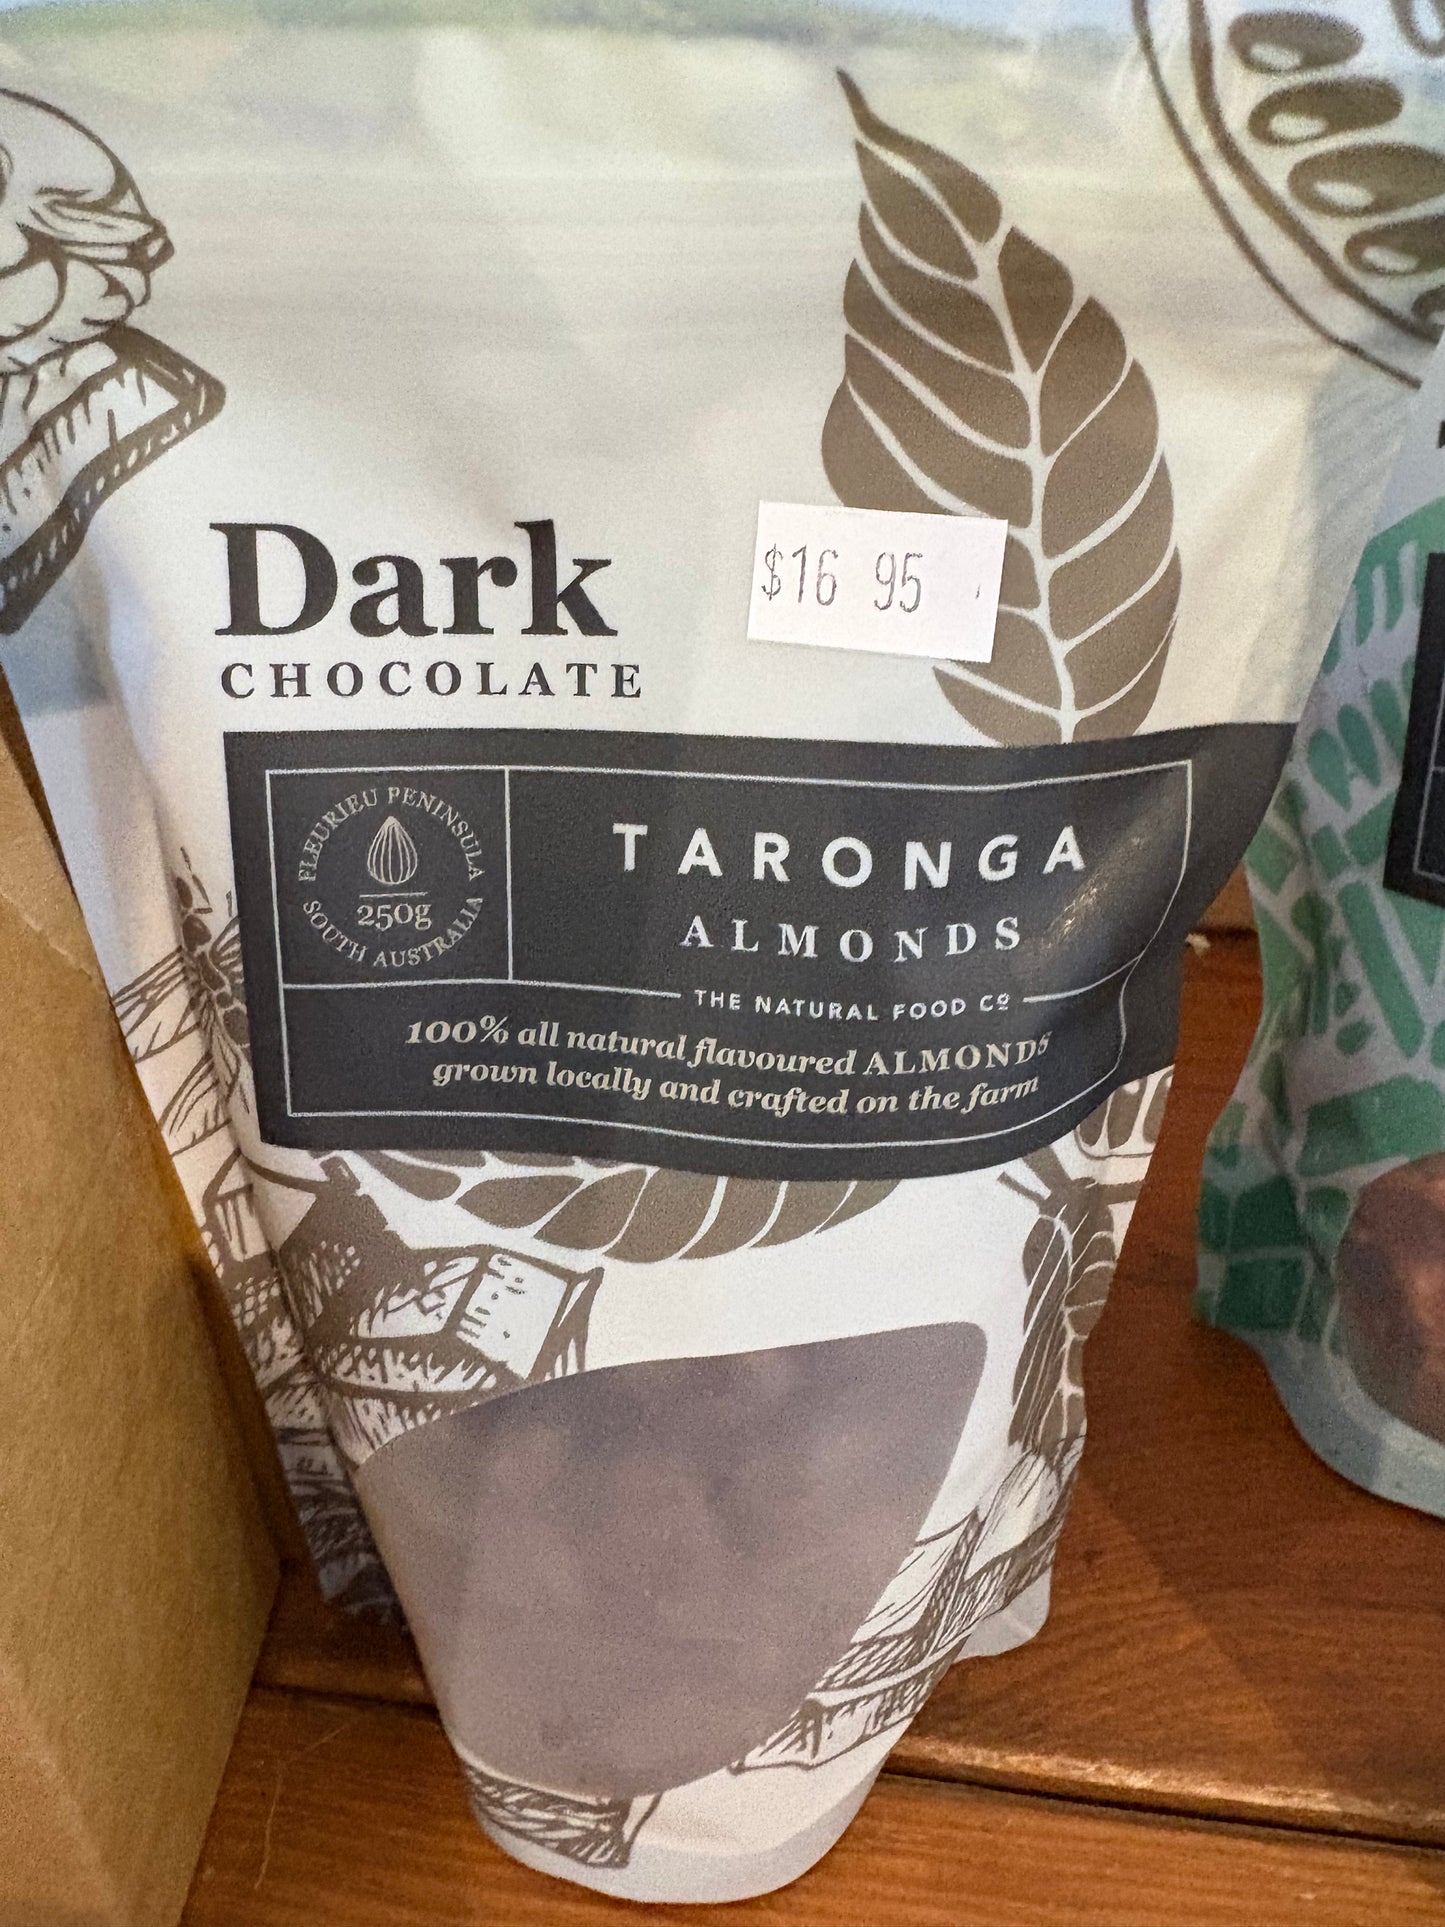 $16 95
Dark
CHOCOLATE
FLEURIEU PENINSULA
250g
SOUTH AUSTRALIA
TARONGA
ALMONDS
THE NATURAL FOOD Cº
100% all natural flavoured ALMONDS
grown locally and crafted on the farm